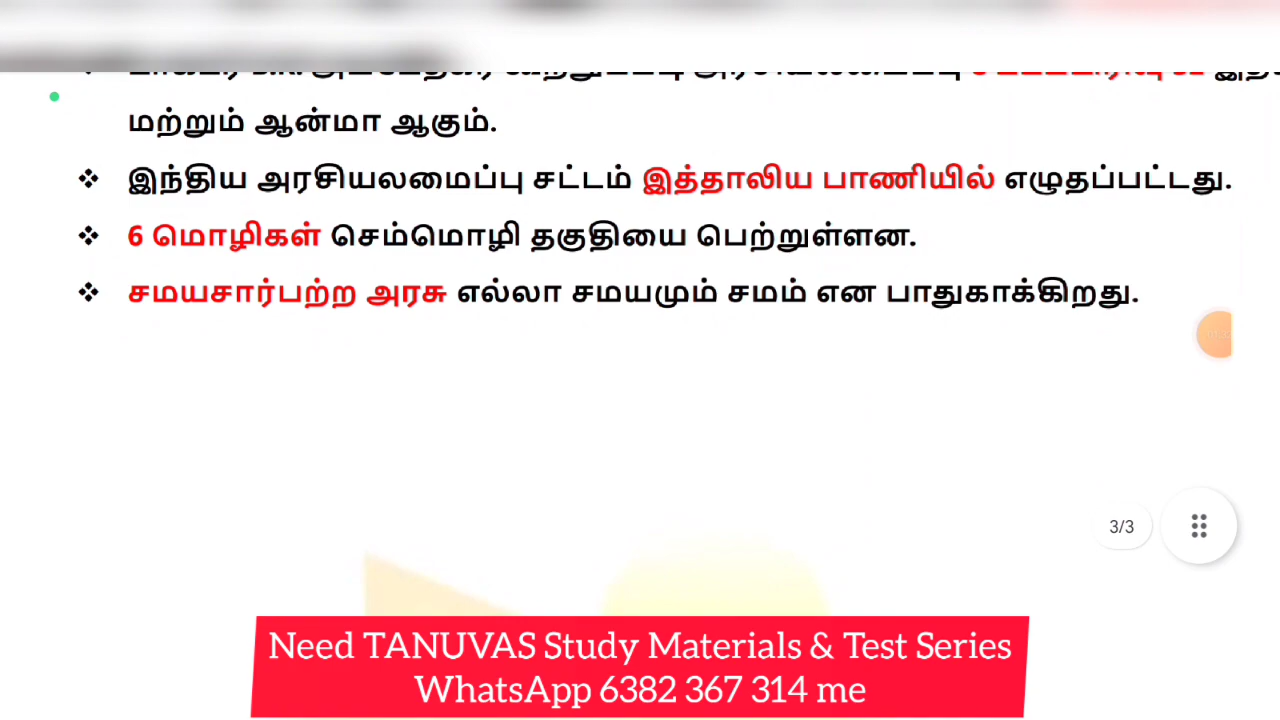 மற்றும் ஆன்மா ஆகும்.
❖ இந்திய அரசியலமைப்பு சட்டம் இத்தாலிய பாணியில் எழுதப்பட்டது.
❖ 6 மொழிகள் செம்மொழி தகுதியை பெற்றுள்ளன.
❖ சமயசார்பற்ற அரசு எல்லா சமயமும் சமம் என பாதுகாக்கிறது.
3/3
Need TANUVAS Study Materials & Test Series
WhatsApp 6382 367 314 me